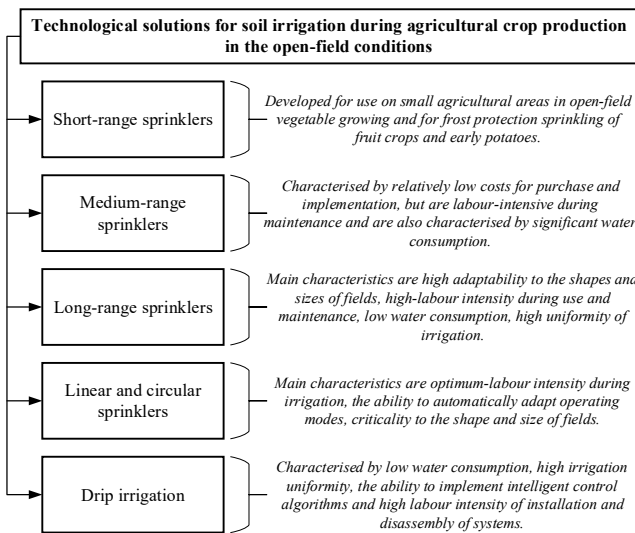 Technological solutions for soil irrigation during agricultural crop production
in the open-field conditions
Short-range sprinklers
Developed for use on small agricultural areas in open-field
vegetable growing and for frost protection sprinkling of
fruit crops and early potatoes.
Medium-range
sprinklers
Characterised by relatively low costs for purchase and
implementation, but are labour-intensive during
maintenance and are also characterised by significant water
consumption.
Long-range sprinklers
Main characteristics are high adaptability to the shapes and
sizes of fields, high-labour intensity during use and
maintenance, low water consumption, high uniformity of
irrigation.
Linear and circular
sprinklers
Main characteristics are optimum-labour intensity during
irrigation, the ability to automatically adapt operating
modes, criticality to the shape and size of fields.
Drip irrigation
Characterised by low water consumption, high irrigation
uniformity, the ability to implement intelligent control
algorithms and high labour intensity of installation and
disassembly of systems.